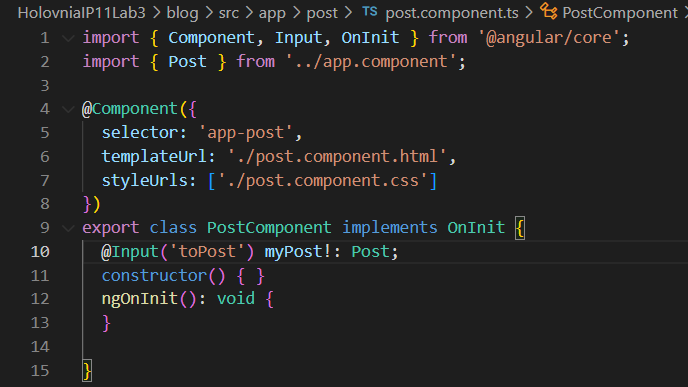 HolovniaIP11Lab3 > blog > src > app > post > TS post.component.ts > PostComponent
1 import { Component, Input, OnInit } from '@angular/core';
2 import { Post } from '../app.component';
3
4 @Component({
5   selector: 'app-post',
6   templateUrl: './post.component.html',
7   styleUrls: ['./post.component.css']
8 })
9 export class PostComponent implements OnInit {
10   @Input('toPost') myPost!: Post;
11   constructor() { }
12   ngOnInit(): void {
13   }
14
15 }